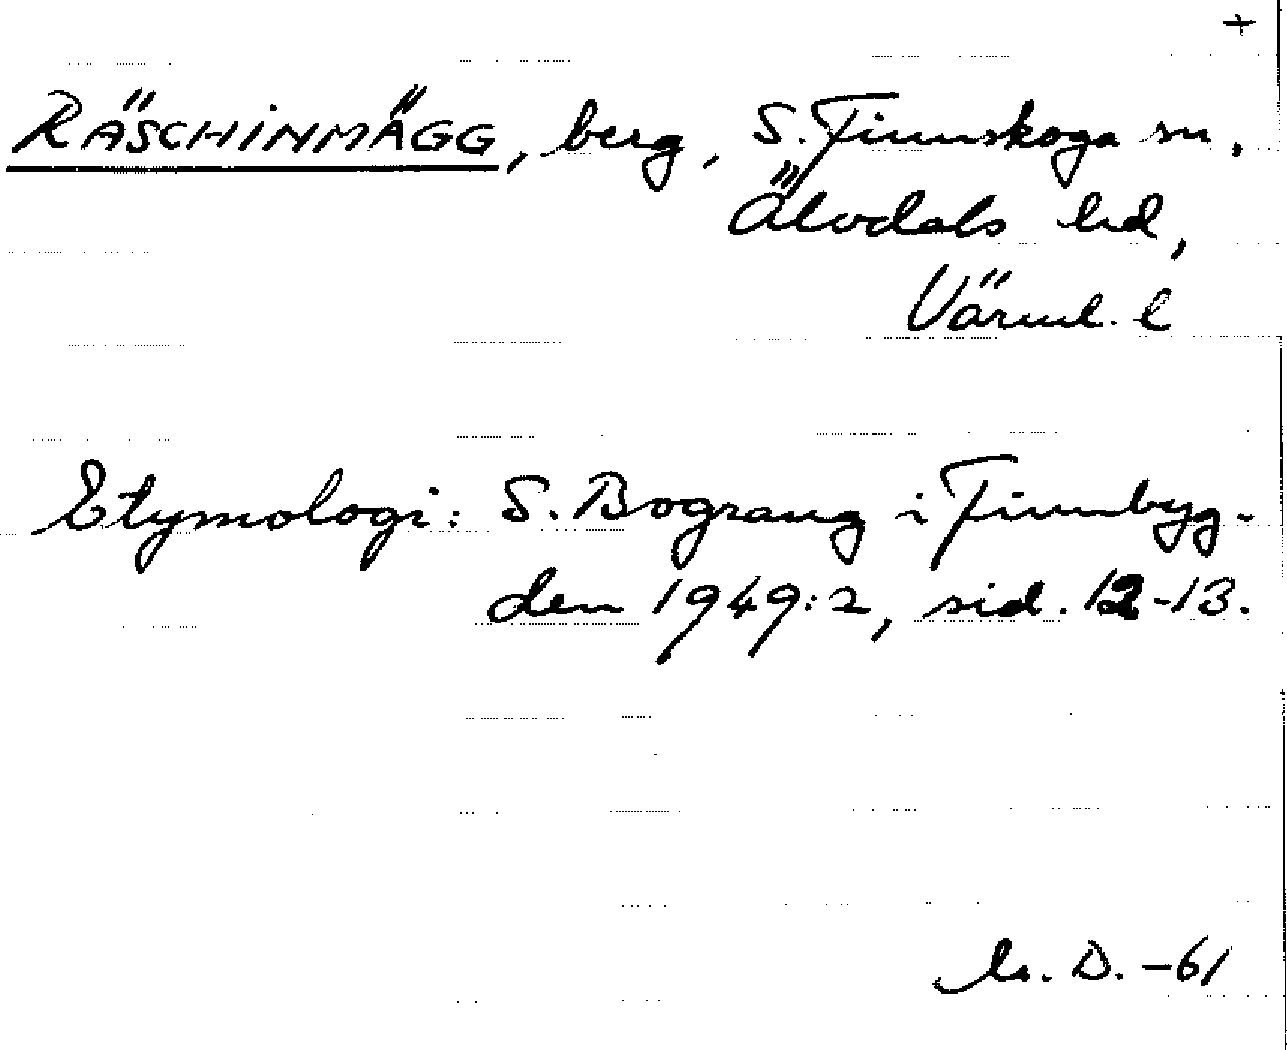 +
RÄSCHINMÄGG, berg, S. Finnskoga sn,
Älvdals hd,
Värml. l
Etymologi: S. Bograng i Finnbyg-
den 1949:2, sid. 12-13.
D. -61